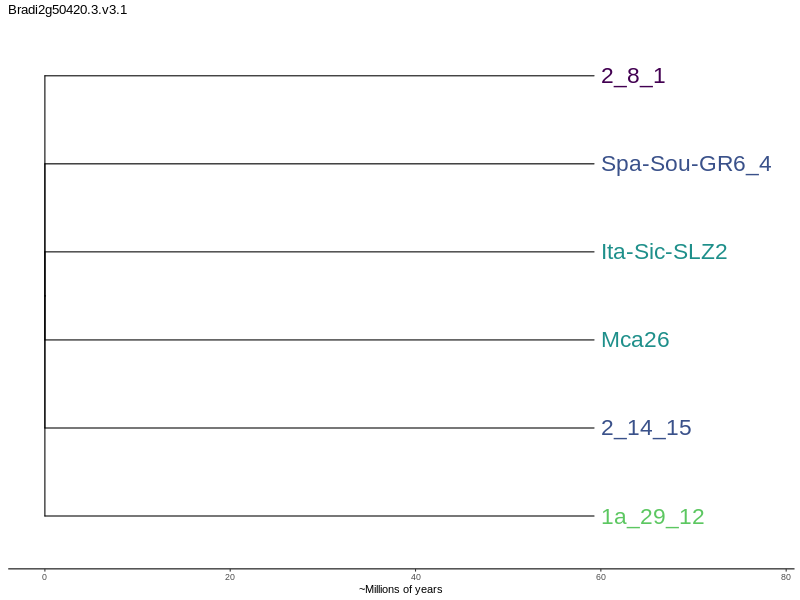 Bradi2g50420.3.v3.1
2_8_1
Spa-Sou-GR6_4
Ita-Sic-SLZ2
Mca26
2_14_15
1a_29_12
0 20 40 60 80
~Millions of years